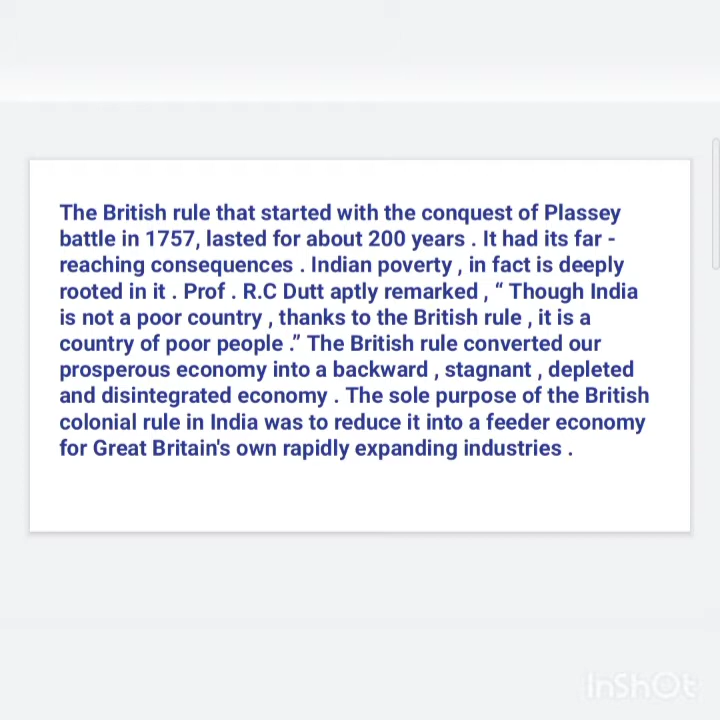 The British rule that started with the conquest of Plassey
battle in 1757, lasted for about 200 years . It had its far -
reaching consequences . Indian poverty , in fact is deeply
rooted in it . Prof . R.C Dutt aptly remarked , “ Though India
is not a poor country , thanks to the British rule , it is a
country of poor people .” The British rule converted our
prosperous economy into a backward , stagnant , depleted
and disintegrated economy . The sole purpose of the British
colonial rule in India was to reduce it into a feeder economy
for Great Britain's own rapidly expanding industries .
InShOt